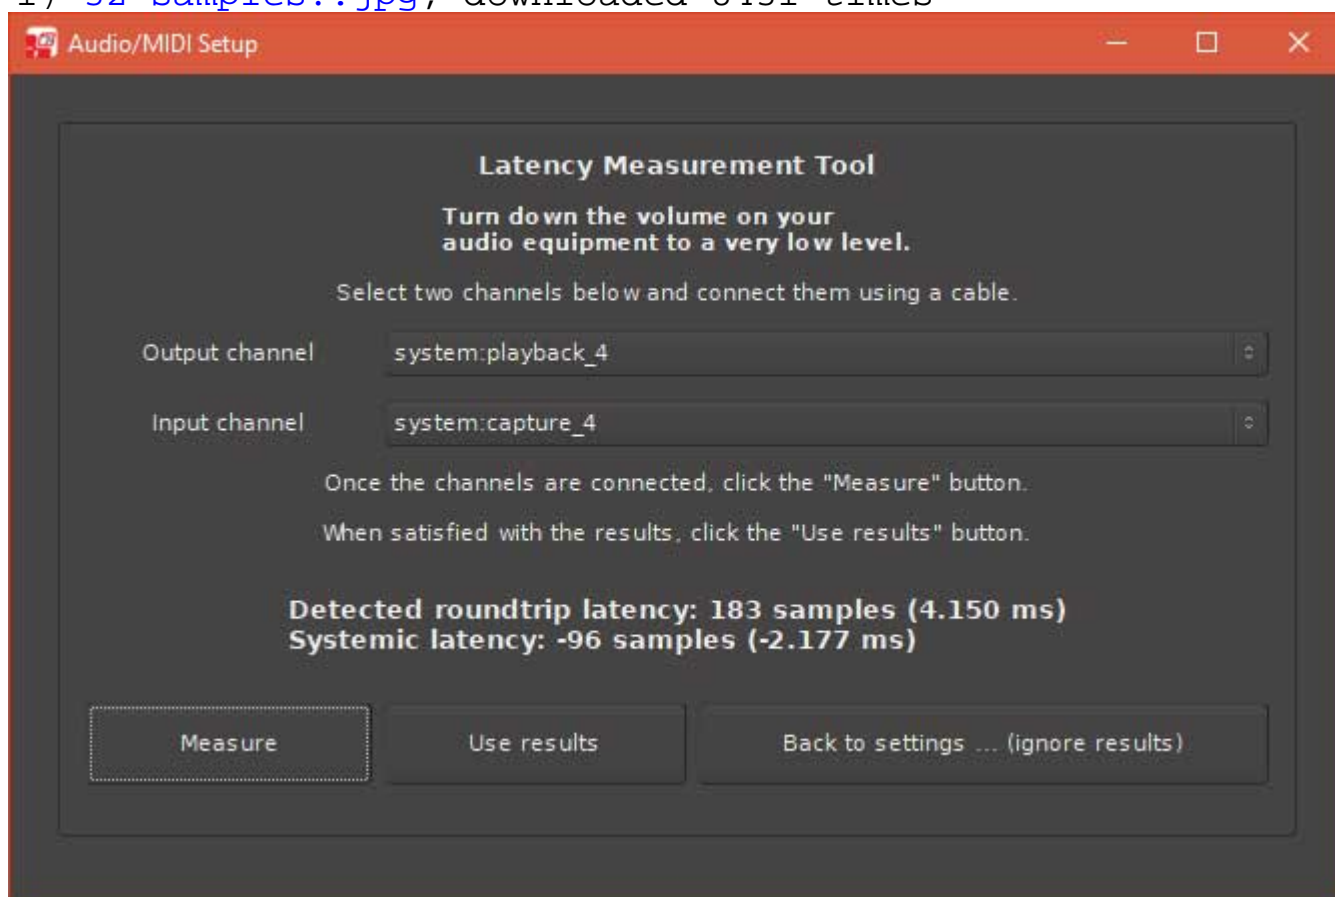 Audio/MIDI Setup
Latency Measurement Tool
Turn down the volume on your
audio equipment to a very low level.
Select two channels below and connect them using a cable.
Output channel system:playback_4
Input channel system:capture_4
Once the channels are connected, click the "Measure" button.
When satisfied with the results, click the "Use results" button.
Detected roundtrip latency: 183 samples (4.150 ms)
Systemic latency: -96 samples (-2.177 ms)
Measure Use results Back to settings ... (ignore results)